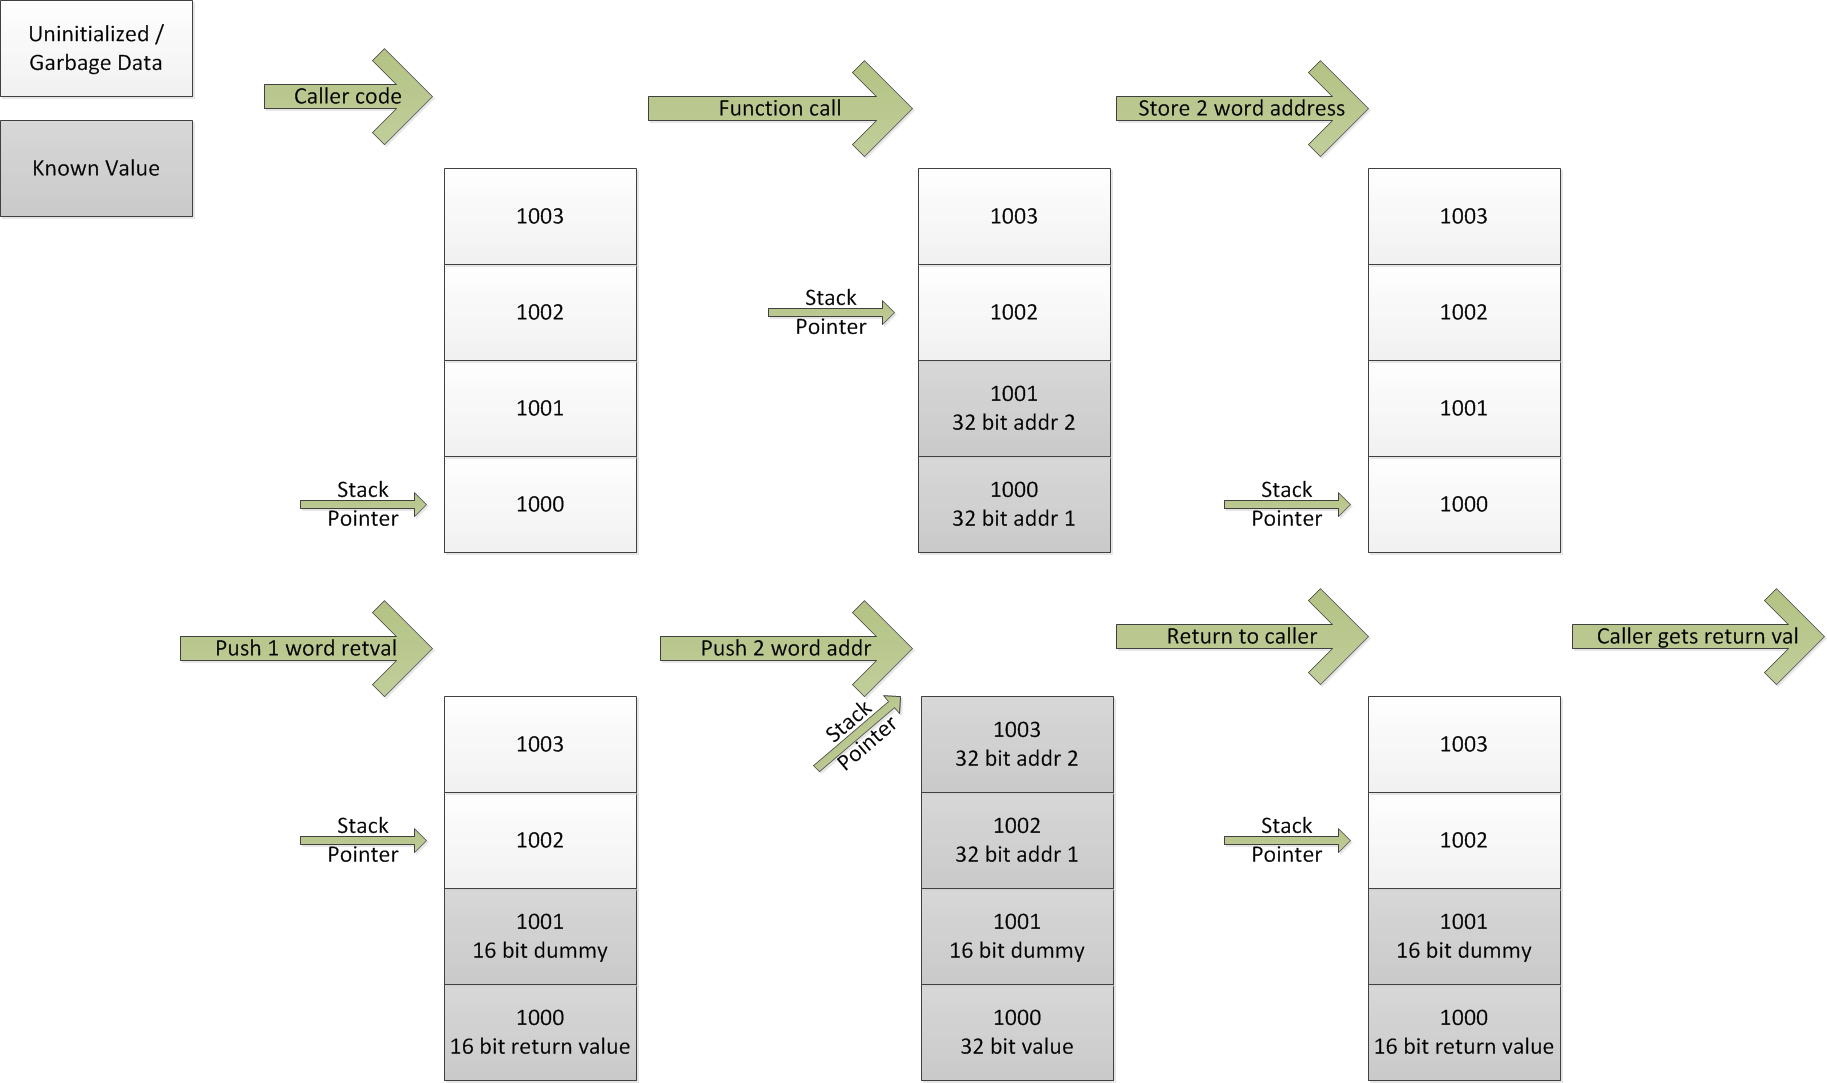 Uninitialized /
Garbage Data
Known Value
Caller code
Function call
Store 2 word address
1003
1002
1001
1000
Stack
Pointer
1003
1002
1001
32 bit addr 2
1000
32 bit addr 1
Stack
Pointer
1003
1002
1001
1000
Stack
Pointer
Push 1 word retval
Push 2 word addr
Return to caller
Caller gets return val
1003
1002
1001
16 bit dummy
1000
16 bit return value
Stack
Pointer
1003
32 bit addr 2
1002
32 bit addr 1
1001
16 bit dummy
1000
32 bit value
Stack
Pointer
1003
1002
1001
16 bit dummy
1000
16 bit return value
Stack
Pointer